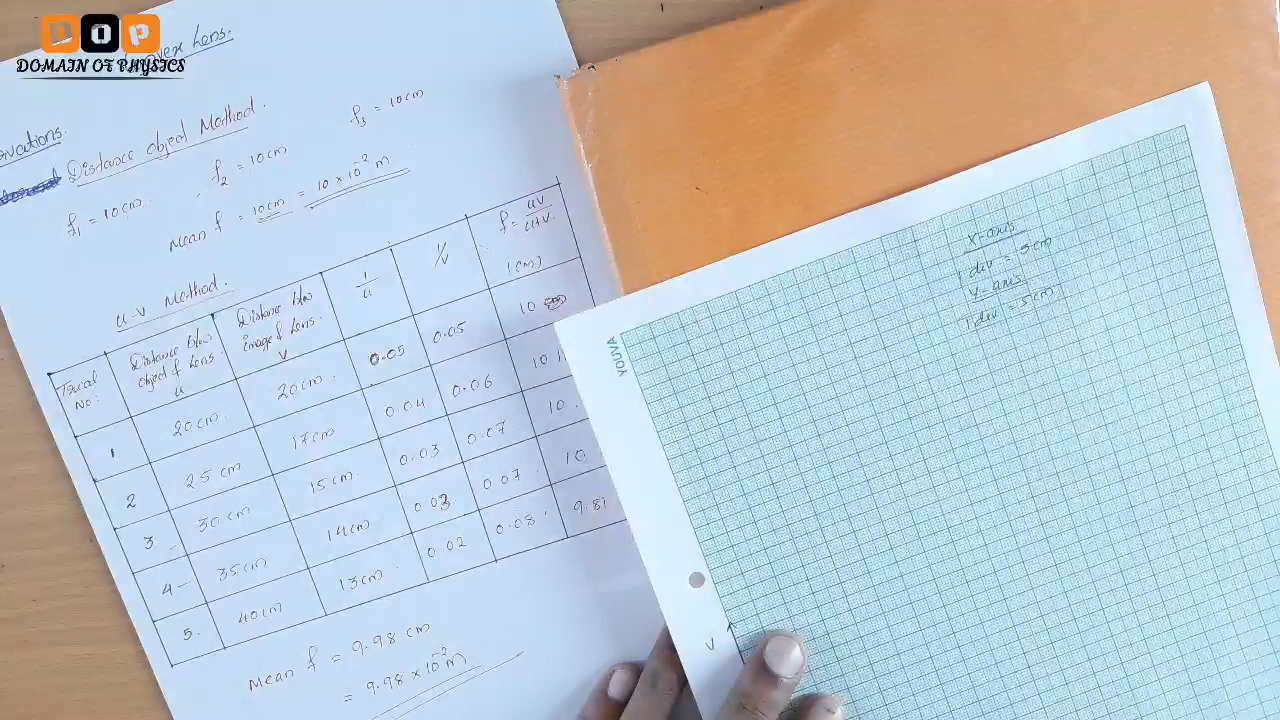 DOP
DOMAIN OF PHYSICS
Lens.
Distance object Method.
f1 = 10cm.
f2 = 10cm
f3 = 10cm
Mean f = 10cm = 10 × 10⁻² m
u-v Method.
Trial No:
Distance b/w object & lens u
Distance b/w image & lens. v
1/u
1/v
f = uv/u+v. (cm)
1 20cm. 20cm. 0.05 0.05 10
2 25 cm 17cm 0.04 0.06 10.1
3 30 cm 15cm. 0.03 0.07 10.
4 35cm 14cm 0.03 0.07 10
5. 40cm 13cm. 0.02 0.08 9.81
Mean f = 9.98 cm
= 9.98 × 10⁻² m
YOUVA
x-axis
1 div = 5 cm
y-axis
1 div = 5 cm
V